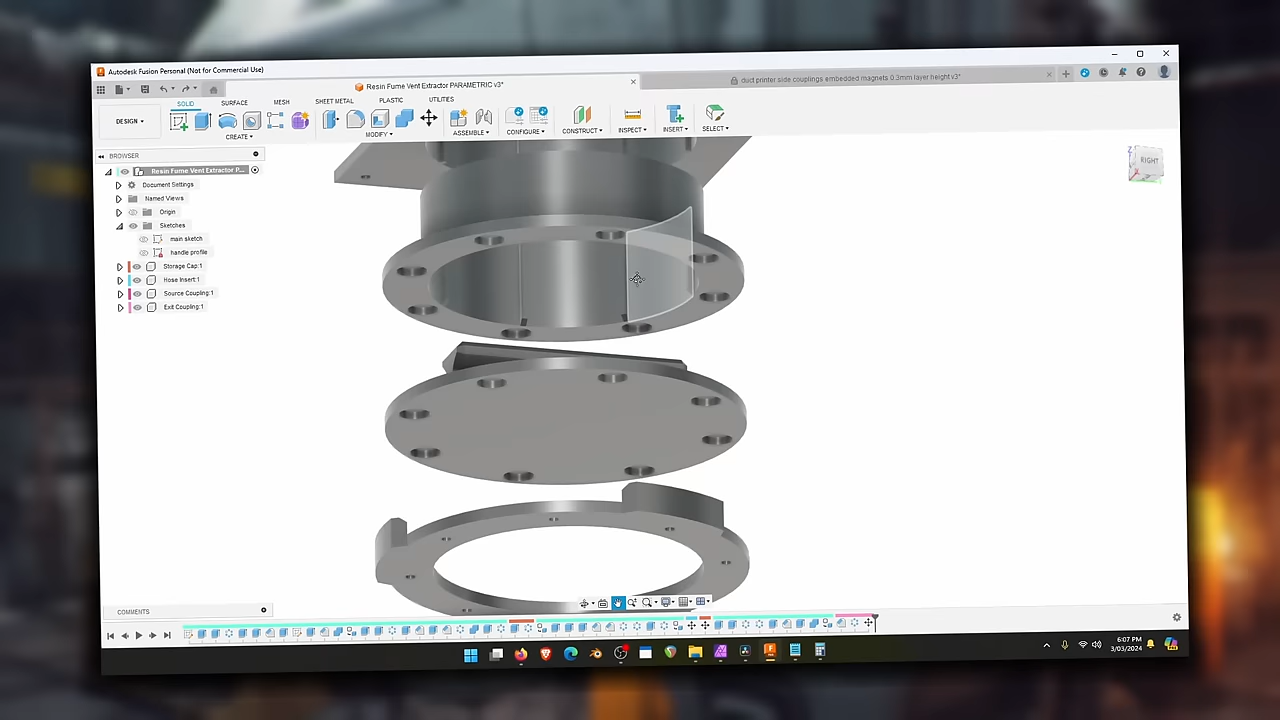 Autodesk Fusion Personal (Not for Commercial Use)
Resin Fume Vent Extractor PARAMETRIC v3*
duct printer side couplings embedded magnets 0.3mm layer height v3*
SOLID
SURFACE
MESH
SHEET METAL
PLASTIC
UTILITIES
DESIGN
CREATE
MODIFY
ASSEMBLE
CONFIGURE
CONSTRUCT
INSPECT
INSERT
SELECT
BROWSER
Resin Fume Vent Extractor P...
Document Settings
Named Views
Origin
Sketches
main sketch
handle profile
Storage Cap:1
Hose Insert:1
Source Coupling:1
Exit Coupling:1
RIGHT
COMMENTS
6:07 PM
3/03/2024